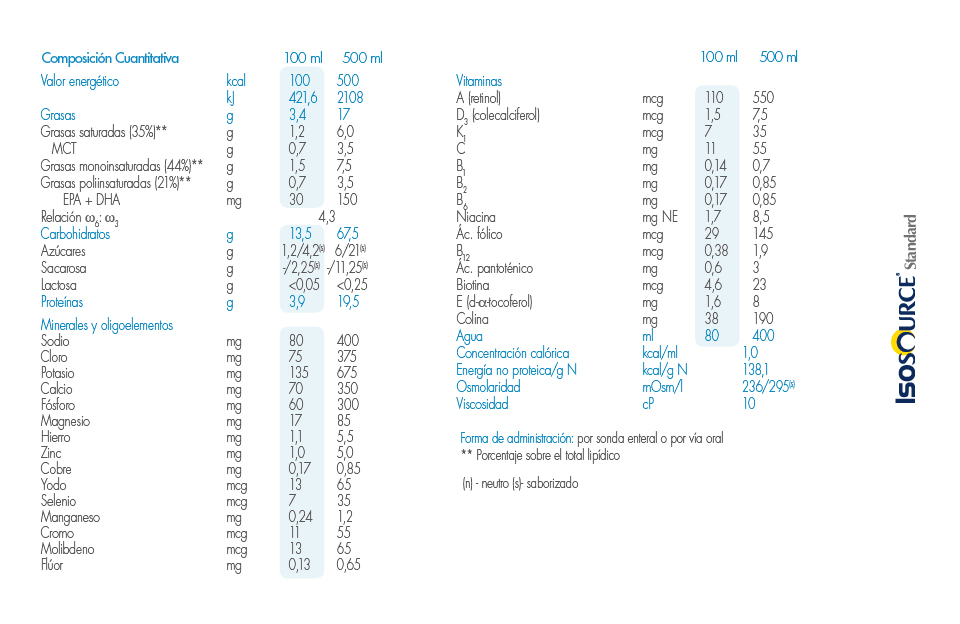 Composición Cuantitativa 100 ml 500 ml
Valor energético kcal 100 500
kJ 421,6 2108
Grasas g 3,4 17
Grasas saturadas (35%)** g 1,2 6,0
MCT g 0,7 3,5
Grasas monoinsaturadas (44%)** g 1,5 7,5
Grasas poliinsaturadas (21%)** g 0,7 3,5
EPA + DHA mg 30 150
Relación ω6: ω3 4,3
Carbohidratos g 13,5 67,5
Azúcares g 1,2/4,2(s) 6/21(s)
Sacarosa g -/2,25(s) -/11,25(s)
Lactosa g <0,05 <0,25
Proteínas g 3,9 19,5
Minerales y oligoelementos
Sodio mg 80 400
Cloro mg 75 375
Potasio mg 135 675
Calcio mg 70 350
Fósforo mg 60 300
Magnesio mg 17 85
Hierro mg 1,1 5,5
Zinc mg 1,0 5,0
Cobre mg 0,17 0,85
Yodo mcg 13 65
Selenio mcg 7 35
Manganeso mg 0,24 1,2
Cromo mcg 11 55
Molibdeno mcg 13 65
Flúor mg 0,13 0,65
100 ml 500 ml
Vitaminas
A (retinol) mcg 110 550
D3 (colecalciferol) mcg 1,5 7,5
K1 mcg 7 35
C mg 11 55
B1 mg 0,14 0,7
B2 mg 0,17 0,85
B6 mg 0,17 0,85
Niacina mg NE 1,7 8,5
Ác. fólico mcg 29 145
B12 mcg 0,38 1,9
Ác. pantoténico mg 0,6 3
Biotina mcg 4,6 23
E (d-α-tocoferol) mg 1,6 8
Colina mg 38 190
Agua ml 80 400
Concentración calórica kcal/ml 1,0
Energía no proteica/g N kcal/g N 138,1
Osmolaridad mOsm/l 236/295(s)
Viscosidad cP 10
Forma de administración: por sonda enteral o por vía oral
** Porcentaje sobre el total lipídico
(n) - neutro (s)- saborizado
ISOSOURCE® Standard